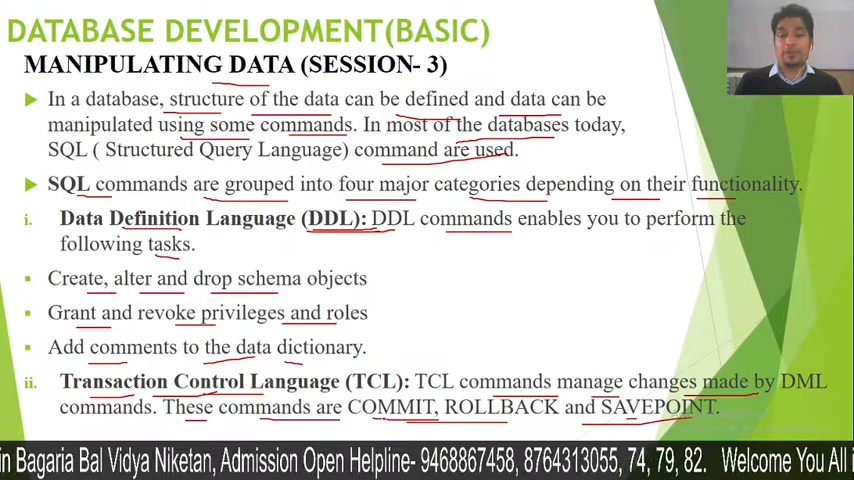 DATABASE DEVELOPMENT(BASIC)
MANIPULATING DATA (SESSION- 3)
In a database, structure of the data can be defined and data can be
manipulated using some commands. In most of the databases today,
SQL ( Structured Query Language) command are used.
SQL commands are grouped into four major categories depending on their functionality.
i. Data Definition Language (DDL): DDL commands enables you to perform the
following tasks.
Create, alter and drop schema objects
Grant and revoke privileges and roles
Add comments to the data dictionary.
ii. Transaction Control Language (TCL): TCL commands manage changes made by DML
commands. These commands are COMMIT, ROLLBACK and SAVEPOINT.
in Bagaria Bal Vidya Niketan, Admission Open Helpline- 9468867458, 8764313055, 74, 79, 82. Welcome You All i